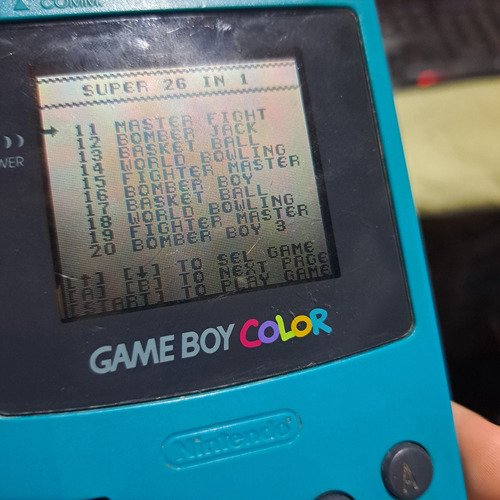 COMM
SUPER 26 IN 1
11 MASTER FIGHT
12 BOMBER JACK
13 BASKET BALL
14 WORLD BOWLING
15 FIGHTER MASTER
16 BOMBER BOY
17 BASKET BALL
18 WORLD BOWLING
19 FIGHTER MASTER
20 BOMBER BOY 3
[↑] [↓] TO SEL GAME
[A] [B] TO NEXT PAGE
[START] TO PLAY GAME
WER
GAME BOY COLOR
Nintendo